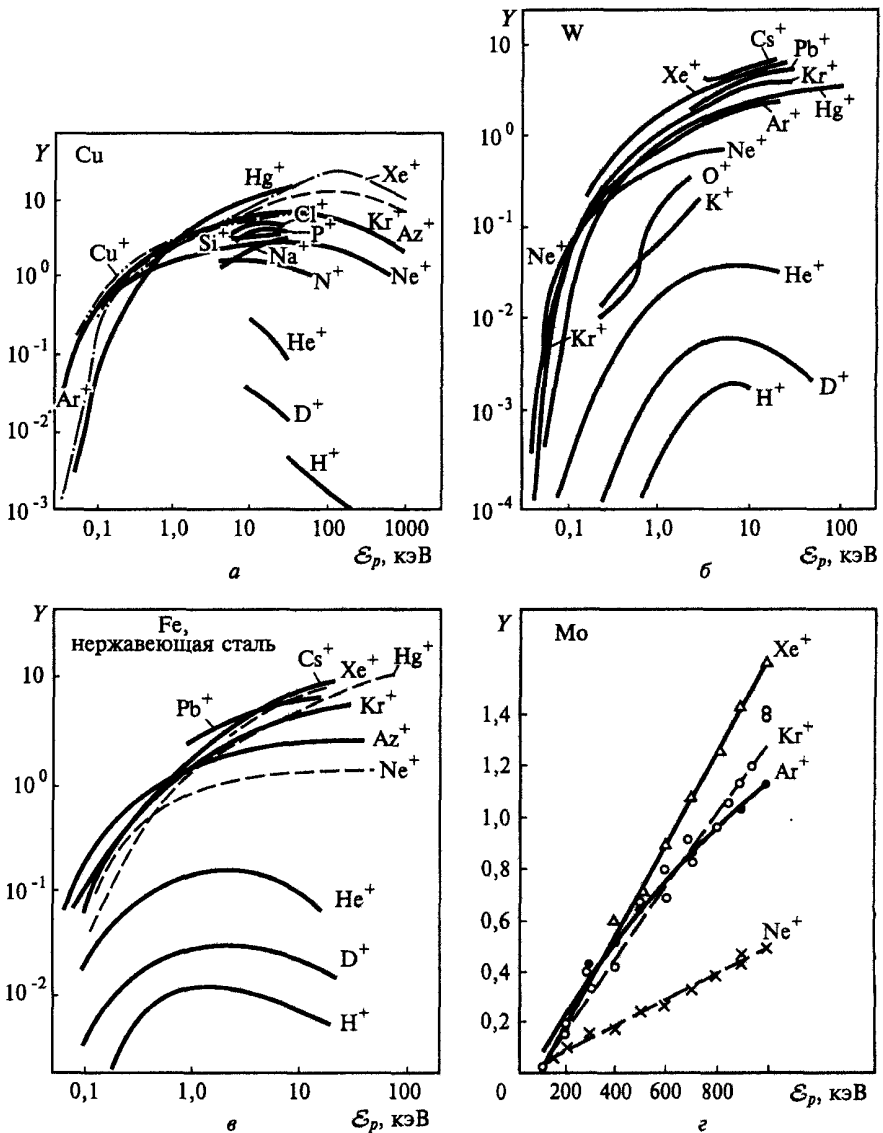 Y
Cu
10
10⁰
10⁻¹
10⁻²
10⁻³
Hg⁺
Xe⁺
Cl⁺
Cu⁺
Si⁺
P⁺
Kr⁺
Az⁺
Na⁺
N⁺
Ne⁺
He⁺
Ar⁺
D⁺
H⁺
0,1 1,0 10 100 1000
ℰp, кэВ
а
Y
W
10
10⁰
10⁻¹
10⁻²
10⁻³
10⁻⁴
Cs⁺
Pb⁺
Xe⁺
Kr⁺
Hg⁺
Ar⁺
Ne⁺
O⁺
K⁺
Ne⁺
He⁺
Kr⁺
D⁺
H⁺
0,1 1,0 10 100
ℰp, кэВ
б
Y
Fe,
нержавеющая сталь
10
10⁰
10⁻¹
10⁻²
Cs⁺
Xe⁺
Hg⁺
Pb⁺
Kr⁺
Az⁺
Ne⁺
He⁺
D⁺
H⁺
0,1 1,0 10 100
ℰp, кэВ
в
Y
Mo
1,4
1,2
1,0
0,8
0,6
0,4
0,2
0
Xe⁺
Kr⁺
Ar⁺
Ne⁺
200 400 600 800
ℰp, кэВ
г